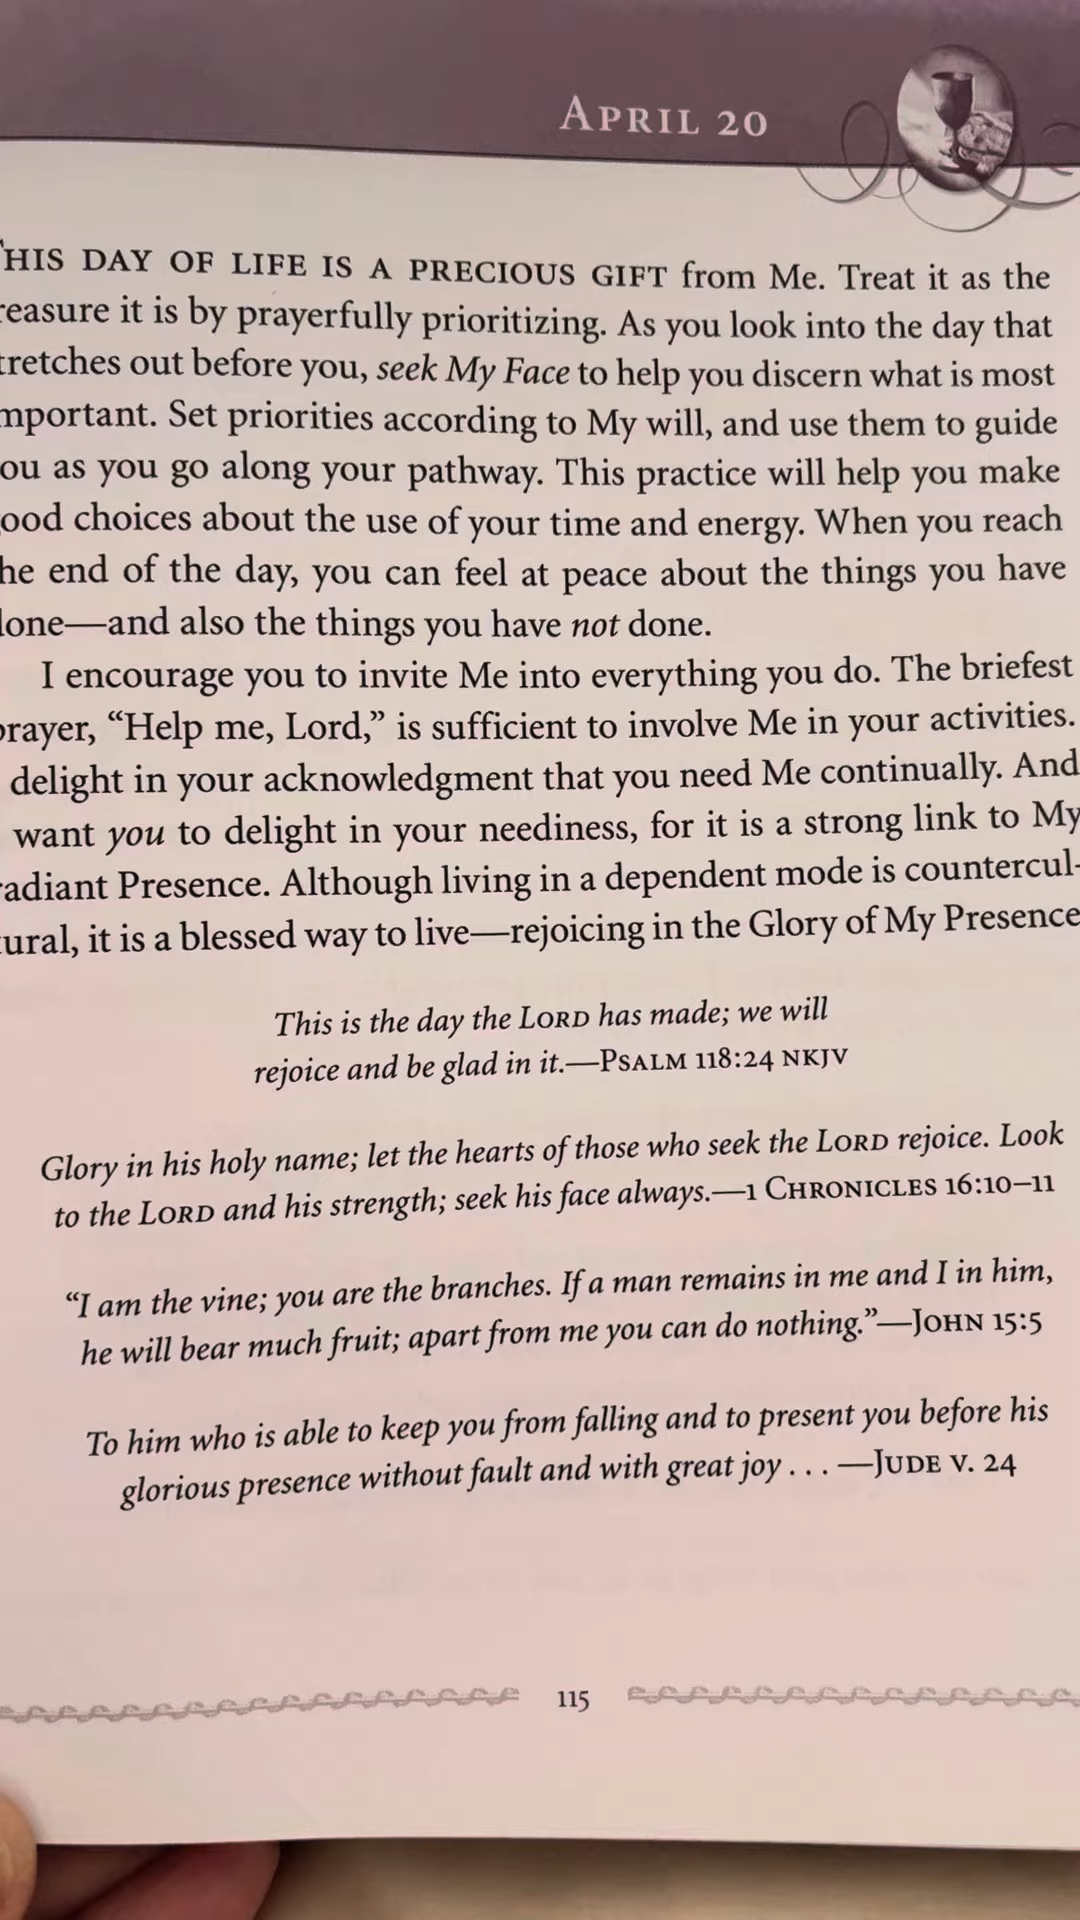 APRIL 20
THIS DAY OF LIFE IS A PRECIOUS GIFT from Me. Treat it as the
reasure it is by prayerfully prioritizing. As you look into the day that
tretches out before you, seek My Face to help you discern what is most
mportant. Set priorities according to My will, and use them to guide
ou as you go along your pathway. This practice will help you make
ood choices about the use of your time and energy. When you reach
he end of the day, you can feel at peace about the things you have
lone—and also the things you have not done.
I encourage you to invite Me into everything you do. The briefest
prayer, “Help me, Lord,” is sufficient to involve Me in your activities.
delight in your acknowledgment that you need Me continually. And
want you to delight in your neediness, for it is a strong link to My
radiant Presence. Although living in a dependent mode is countercul-
tural, it is a blessed way to live—rejoicing in the Glory of My Presence
This is the day the LORD has made; we will
rejoice and be glad in it.—PSALM 118:24 NKJV
Glory in his holy name; let the hearts of those who seek the LORD rejoice. Look
to the LORD and his strength; seek his face always.—1 CHRONICLES 16:10–11
“I am the vine; you are the branches. If a man remains in me and I in him,
he will bear much fruit; apart from me you can do nothing.”—JOHN 15:5
To him who is able to keep you from falling and to present you before his
glorious presence without fault and with great joy . . . —JUDE V. 24
115